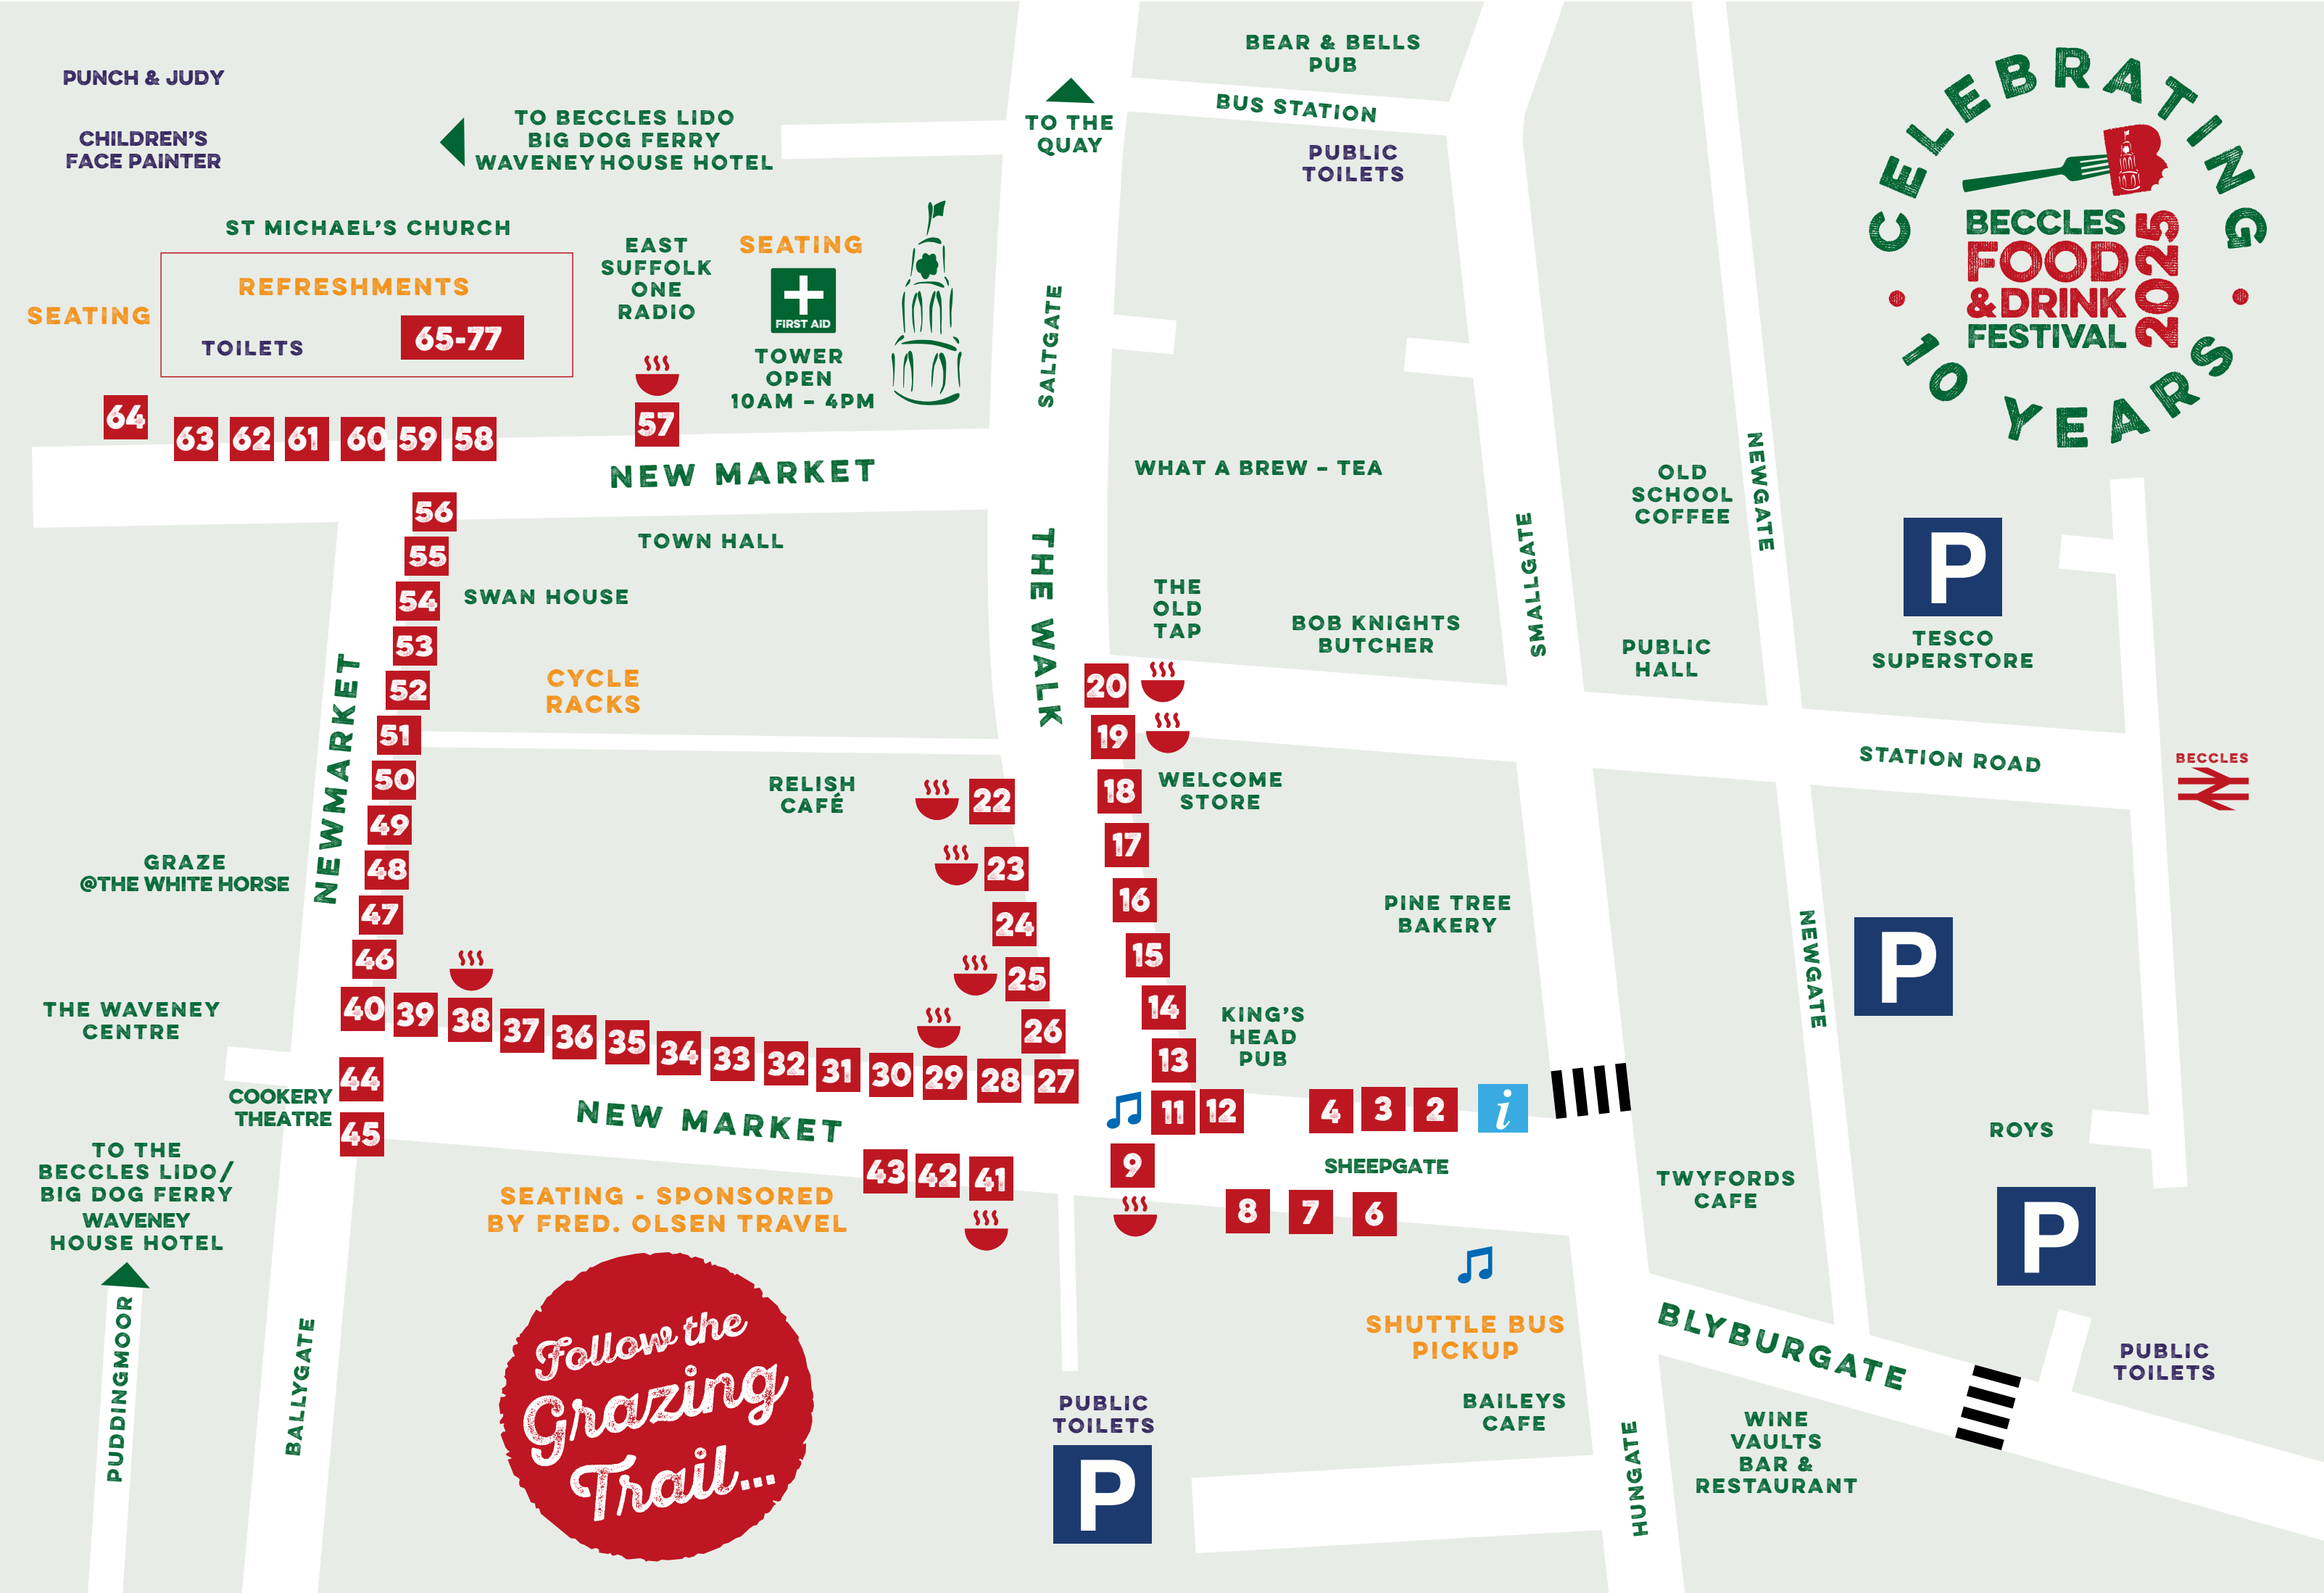 PUNCH & JUDY
CHILDREN'S
FACE PAINTER
TO BECCLES LIDO
BIG DOG FERRY
WAVENEY HOUSE HOTEL
TO THE
QUAY
BEAR & BELLS
PUB
BUS STATION
PUBLIC
TOILETS
CELEBRATING
BECCLES
FOOD
& DRINK
FESTIVAL
2025
10 YEARS
ST MICHAEL'S CHURCH
REFRESHMENTS
SEATING
TOILETS
65-77
EAST
SUFFOLK
ONE
RADIO
SEATING
FIRST AID
TOWER
OPEN
10AM – 4PM
SALTGATE
64
63
62
61
60
59
58
57
NEW MARKET
WHAT A BREW – TEA
OLD
SCHOOL
COFFEE
NEWGATE
P
TESCO
SUPERSTORE
56
55
54
53
52
51
50
49
48
47
46
TOWN HALL
SWAN HOUSE
CYCLE
RACKS
NEWMARKET
THE WALK
THE
OLD
TAP
BOB KNIGHTS
BUTCHER
SMALLGATE
PUBLIC
HALL
STATION ROAD
BECCLES
20
19
18
17
16
15
14
13
WELCOME
STORE
RELISH
CAFÉ
22
23
24
25
26
GRAZE
@THE WHITE HORSE
PINE TREE
BAKERY
NEWGATE
P
THE WAVENEY
CENTRE
40
39
38
37
36
35
34
33
32
31
30
29
28
27
KING'S
HEAD
PUB
44
45
COOKERY
THEATRE
NEW MARKET
11
12
4
3
2
i
9
SHEEPGATE
43
42
41
8
7
6
TO THE
BECCLES LIDO/
BIG DOG FERRY
WAVENEY
HOUSE HOTEL
PUDDINGMOOR
BALLYGATE
SEATING - SPONSORED
BY FRED. OLSEN TRAVEL
Follow the
Grazing
Trail...
TWYFORDS
CAFE
ROYS
P
SHUTTLE BUS
PICKUP
BLYBURGATE
PUBLIC
TOILETS
PUBLIC
TOILETS
P
BAILEYS
CAFE
HUNGATE
WINE
VAULTS
BAR &
RESTAURANT